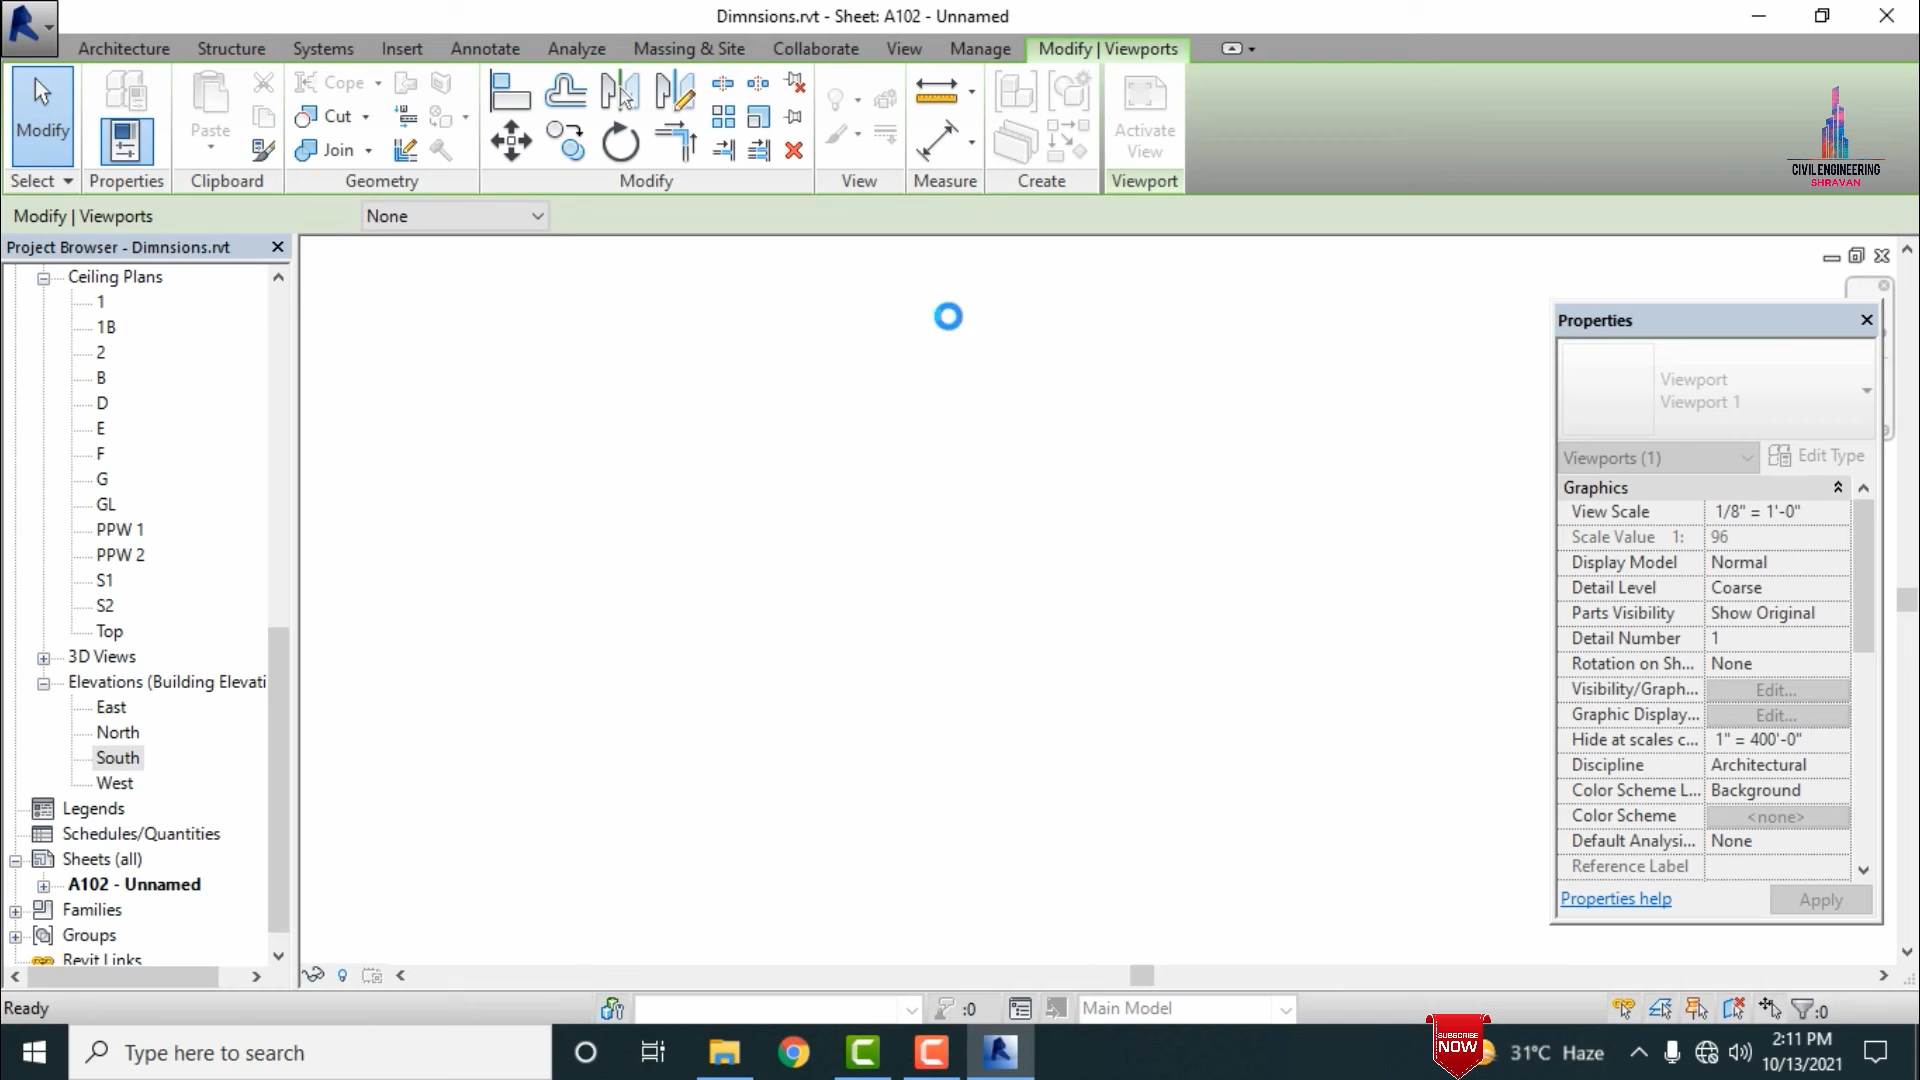 Dimnsions.rvt - Sheet: A102 - Unnamed
Architecture Structure Systems Insert Annotate Analyze Massing & Site Collaborate View Manage Modify | Viewports
Modify
Paste
Cope
Cut
Join
Activate
View
Select Properties Clipboard Geometry Modify View Measure Create Viewport
CIVIL ENGINEERING
SHRAVAN
Modify | Viewports None
Project Browser - Dimnsions.rvt
Ceiling Plans
1
1B
2
B
D
E
F
G
GL
PPW 1
PPW 2
S1
S2
Top
3D Views
Elevations (Building Elevati
East
North
South
West
Legends
Schedules/Quantities
Sheets (all)
A102 - Unnamed
Families
Groups
Revit Links
Properties
Viewport
Viewport 1
Viewports (1) Edit Type
Graphics
View Scale 1/8" = 1'-0"
Scale Value 1: 96
Display Model Normal
Detail Level Coarse
Parts Visibility Show Original
Detail Number 1
Rotation on Sh... None
Visibility/Graph... Edit...
Graphic Display... Edit...
Hide at scales c... 1" = 400'-0"
Discipline Architectural
Color Scheme L... Background
Color Scheme <none>
Default Analysi... None
Reference Label
Properties help Apply
Ready :0 Main Model :0
Type here to search
SUBSCRIBE
NOW
31°C Haze
2:11 PM
10/13/2021